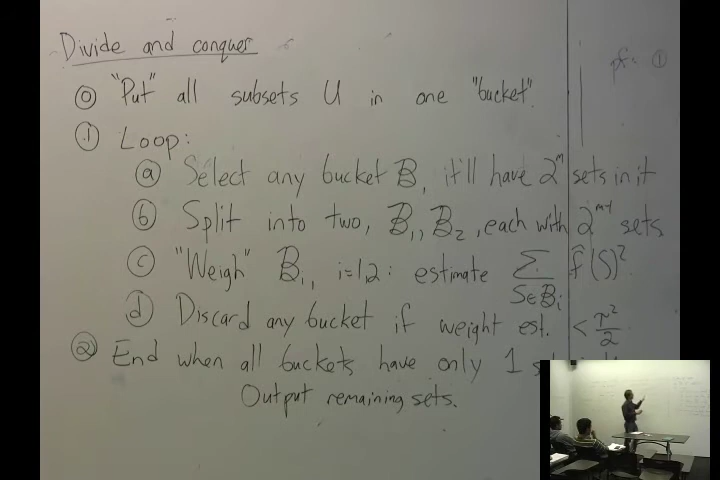 Divide and conquer
⓪ "Put" all subsets U in one "bucket".
① Loop:
ⓐ Select any bucket B, it'll have 2^m sets in it
ⓑ Split into two, B₁, B₂, each with 2^{m-1} sets
ⓒ "Weigh" Bᵢ, i=1,2: estimate ∑_{S∈Bᵢ} f̂(S)².
ⓓ Discard any bucket if weight est. < τ²/2
② End when all buckets have only 1
Output remaining sets.
pf: ①